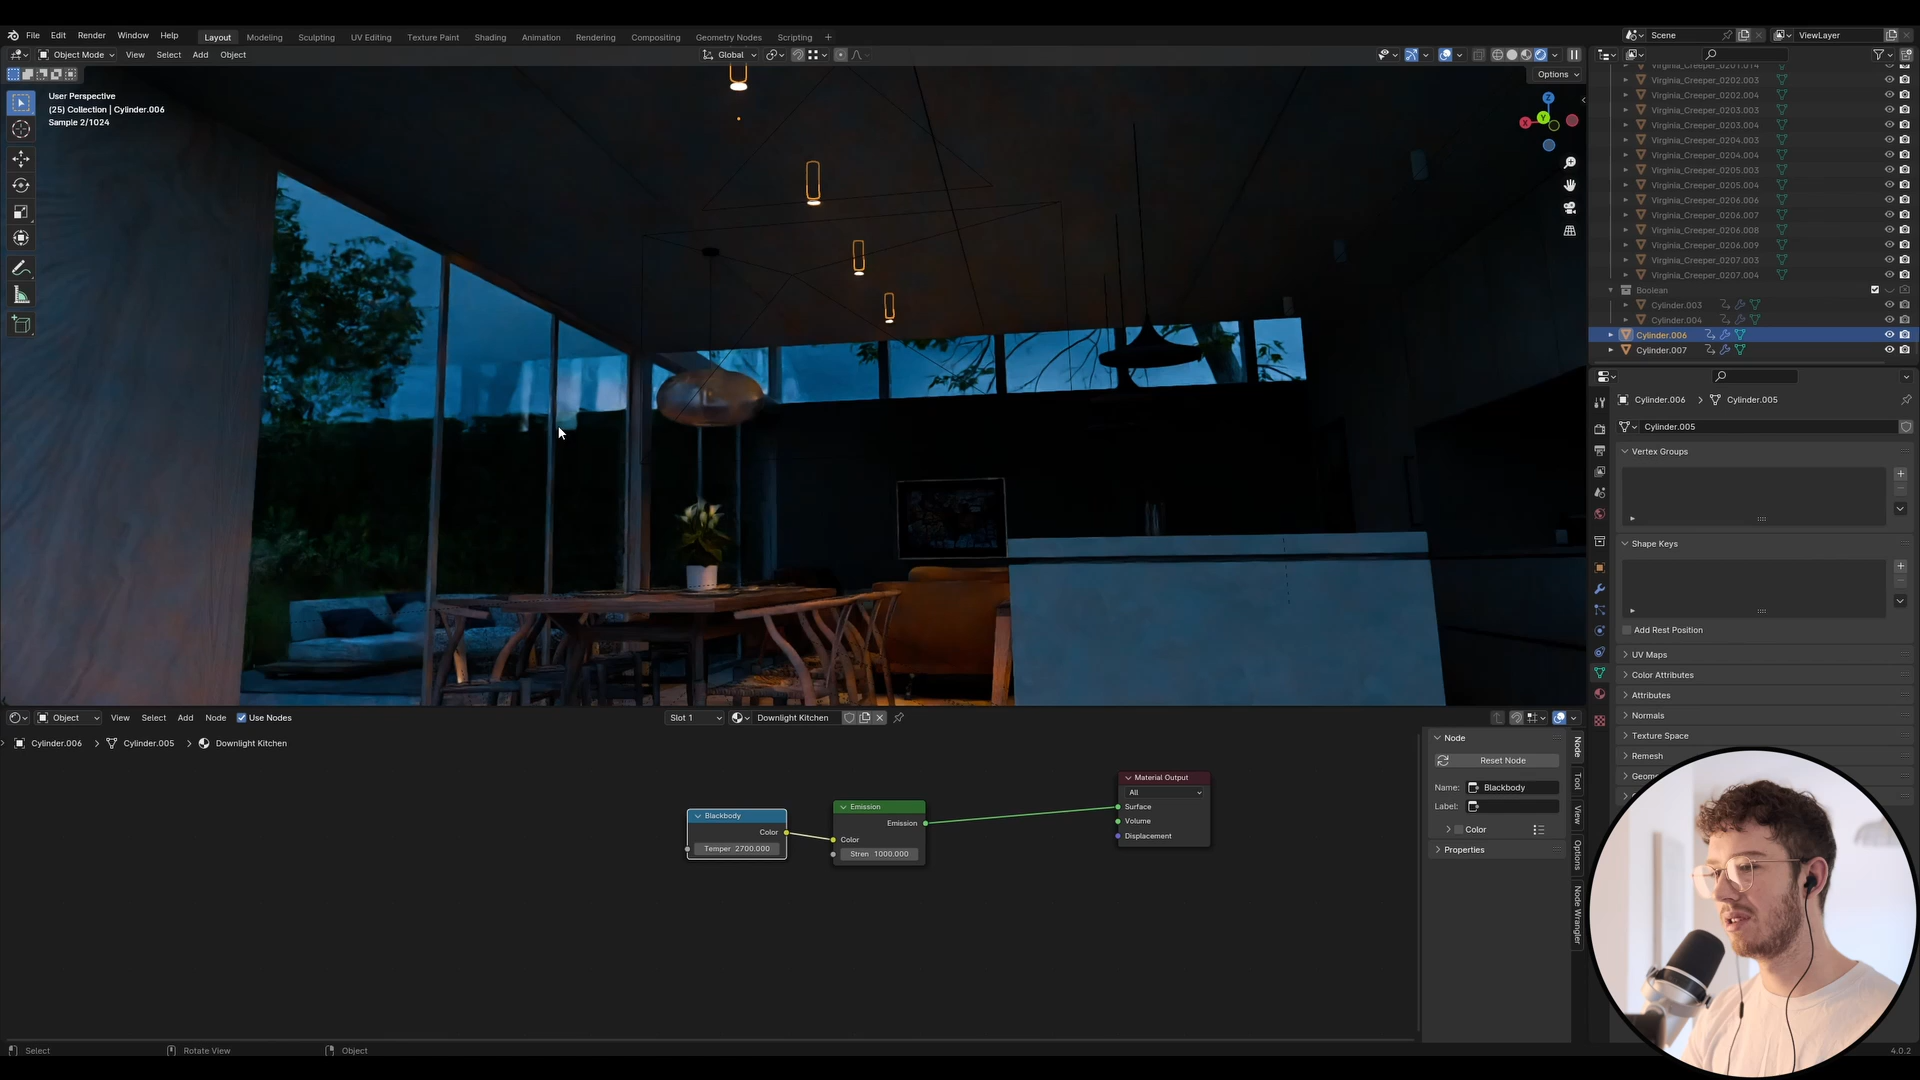 File Edit Render Window Help Layout Modeling Sculpting UV Editing Texture Paint Shading Animation Rendering Compositing Geometry Nodes Scripting + Scene ViewLayer
Object Mode View Select Add Object Global
Options
User Perspective
(25) Collection | Cylinder.006
Sample 2/1024
Z
Y
X
Virginia_Creeper_0201.014
Virginia_Creeper_0202.003
Virginia_Creeper_0202.004
Virginia_Creeper_0203.003
Virginia_Creeper_0203.004
Virginia_Creeper_0204.003
Virginia_Creeper_0204.004
Virginia_Creeper_0205.003
Virginia_Creeper_0205.004
Virginia_Creeper_0206.006
Virginia_Creeper_0206.007
Virginia_Creeper_0206.008
Virginia_Creeper_0206.009
Virginia_Creeper_0207.003
Virginia_Creeper_0207.004
Boolean
Cylinder.003
Cylinder.004
Cylinder.006
Cylinder.007
Cylinder.006 > Cylinder.005
Cylinder.005
Vertex Groups
Shape Keys
Add Rest Position
UV Maps
Color Attributes
Attributes
Normals
Texture Space
Remesh
Geome
Object View Select Add Node Use Nodes Slot 1 Downlight Kitchen
Cylinder.006 > Cylinder.005 > Downlight Kitchen
Blackbody
Color
Temper 2700.000
Emission
Emission
Color
Stren 1000.000
Material Output
All
Surface
Volume
Displacement
Node
Reset Node
Name: Blackbody
Label:
Color
Properties
Node
Tool
View
Options
Node Wrangler
Select Rotate View Object 4.0.2